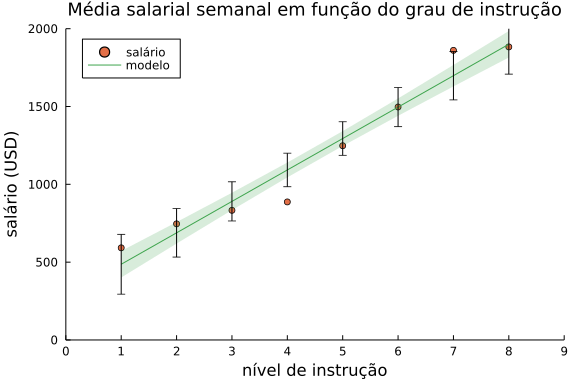 Média salarial semanal em função do grau de instrução
salário
modelo
salário (USD)
2000
1500
1000
500
0
0 1 2 3 4 5 6 7 8 9
nível de instrução